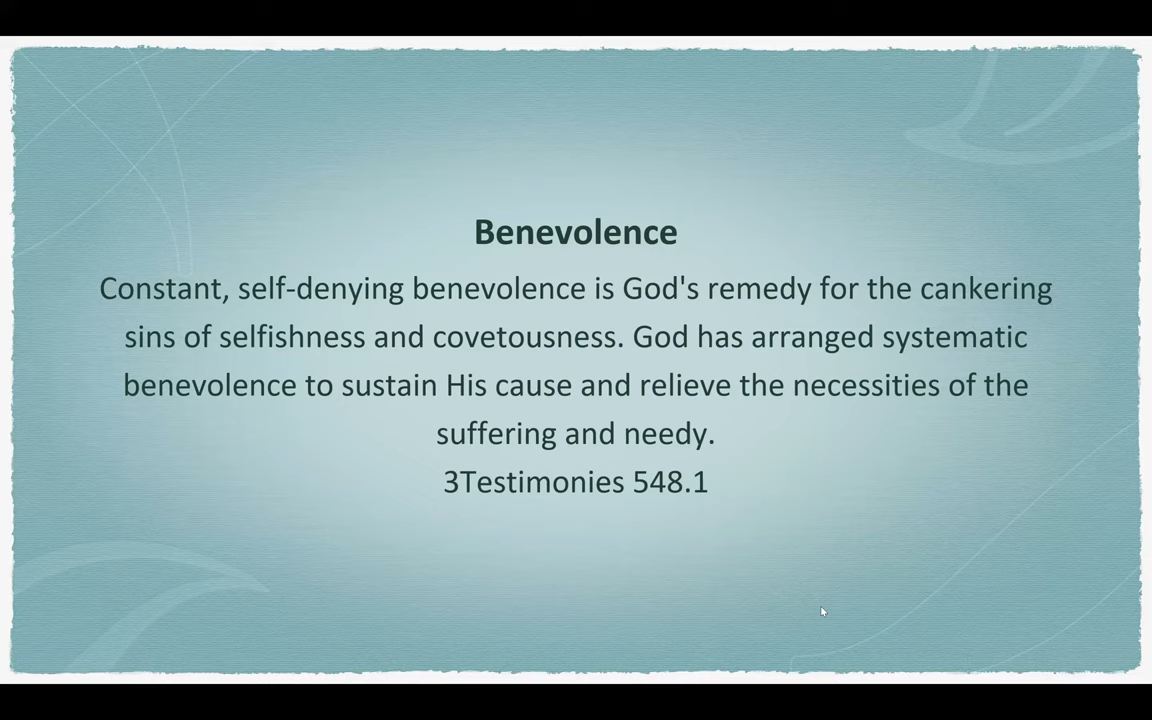 Benevolence
Constant, self-denying benevolence is God's remedy for the cankering
sins of selfishness and covetousness. God has arranged systematic
benevolence to sustain His cause and relieve the necessities of the
suffering and needy.
3Testimonies 548.1